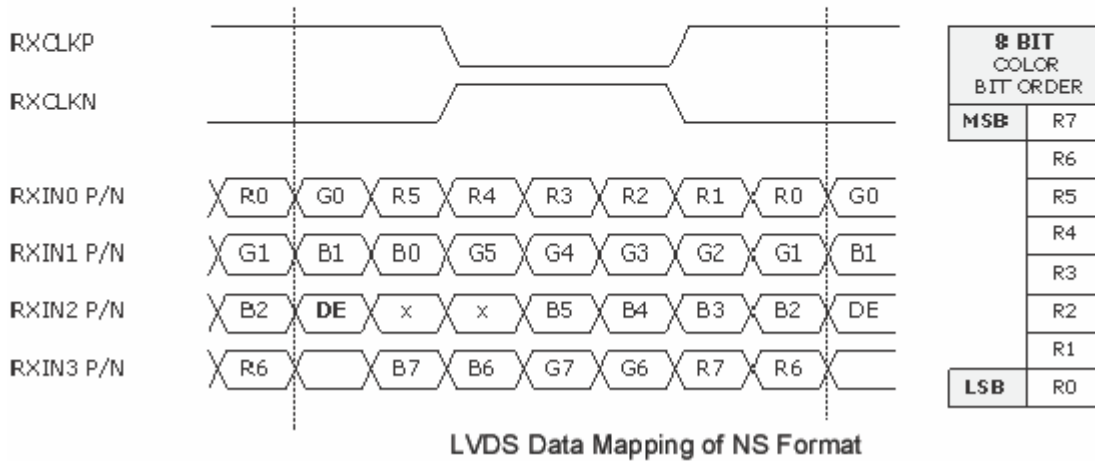 RXCLKP
RXCLKN
RXIN0 P/N R0 G0 R5 R4 R3 R2 R1 R0 G0
RXIN1 P/N G1 B1 B0 G5 G4 G3 G2 G1 B1
RXIN2 P/N B2 DE x x B5 B4 B3 B2 DE
RXIN3 P/N R6 B7 B6 G7 G6 R7 R6
8 BIT
COLOR
BIT ORDER
MSB R7
R6
R5
R4
R3
R2
R1
LSB R0
LVDS Data Mapping of NS Format